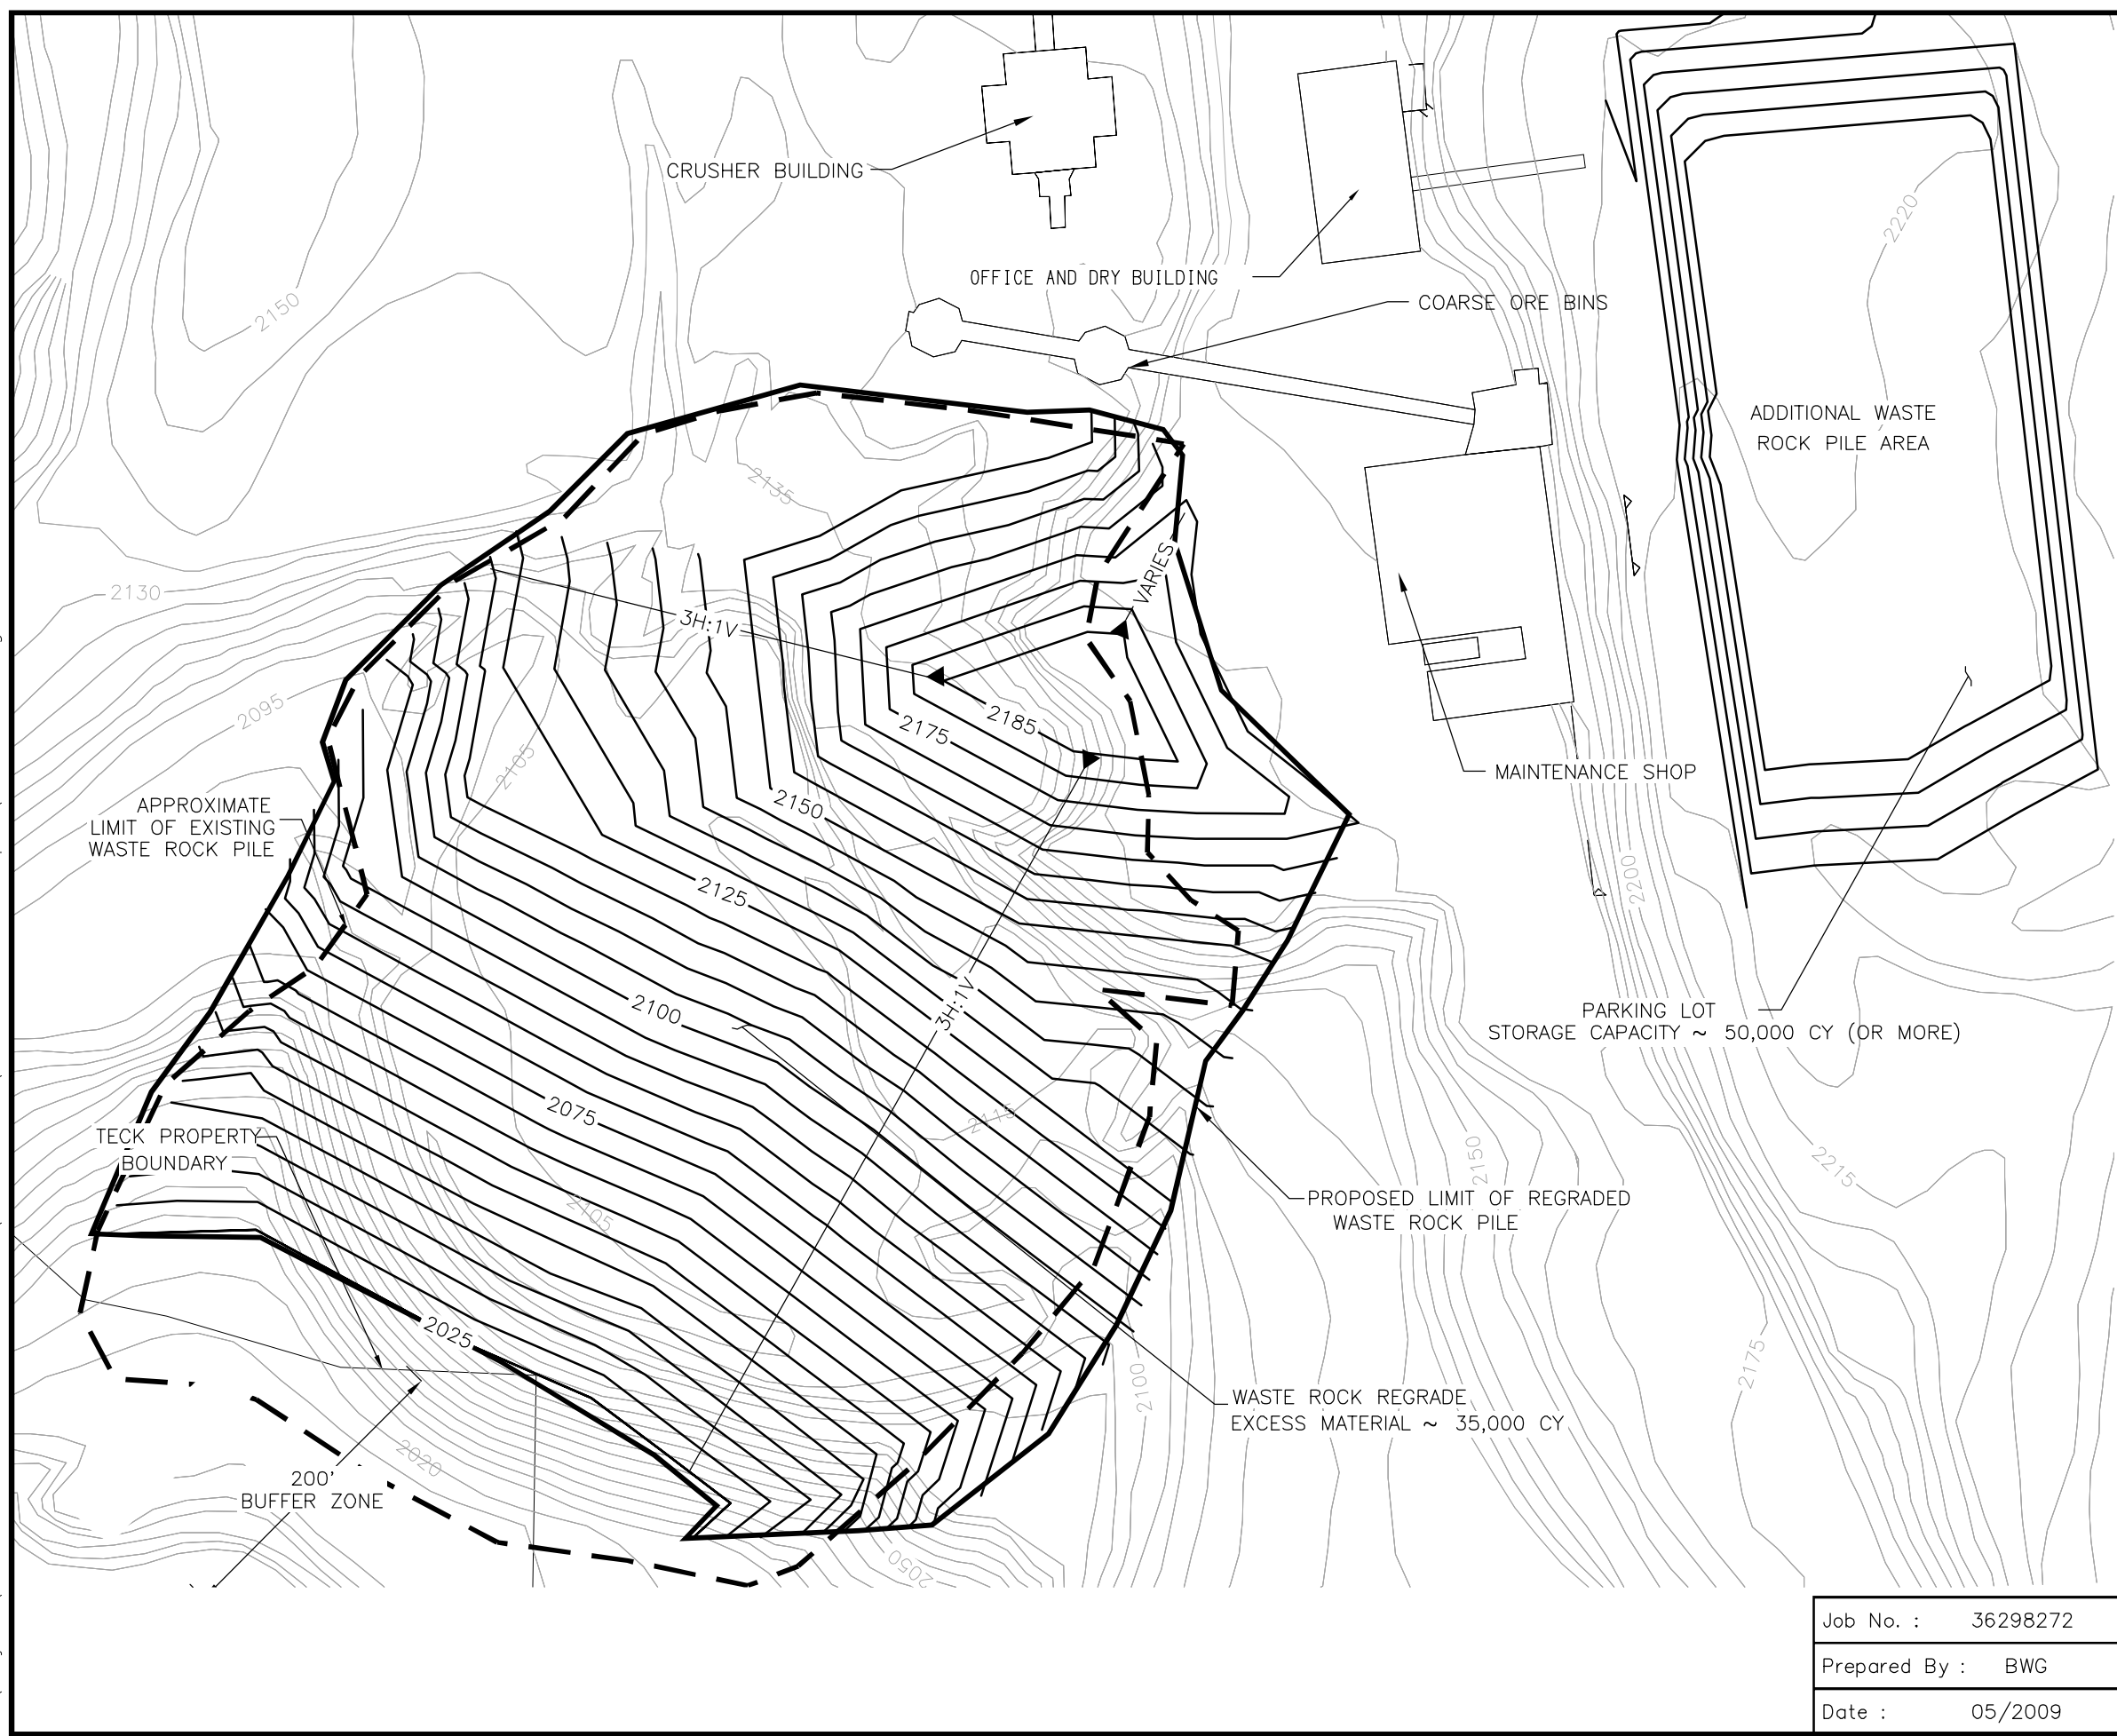 CRUSHER BUILDING
OFFICE AND DRY BUILDING
COARSE ORE BINS
2220
2150
ADDITIONAL WASTE
ROCK PILE AREA
2135
VARIES
2130
3H:1V
2095
2185
2175
2105
MAINTENANCE SHOP
APPROXIMATE
LIMIT OF EXISTING
WASTE ROCK PILE
2150
2200
2125
2100
3H:1V
PARKING LOT
STORAGE CAPACITY ~ 50,000 CY (OR MORE)
2075
2115
TECK PROPERTY
BOUNDARY
2150
2215
2105
PROPOSED LIMIT OF REGRADED
WASTE ROCK PILE
2025
2175
2100
WASTE ROCK REGRADE
EXCESS MATERIAL ~ 35,000 CY
2020
200'
BUFFER ZONE
2050
Job No. : 36298272
Prepared By : BWG
Date : 05/2009